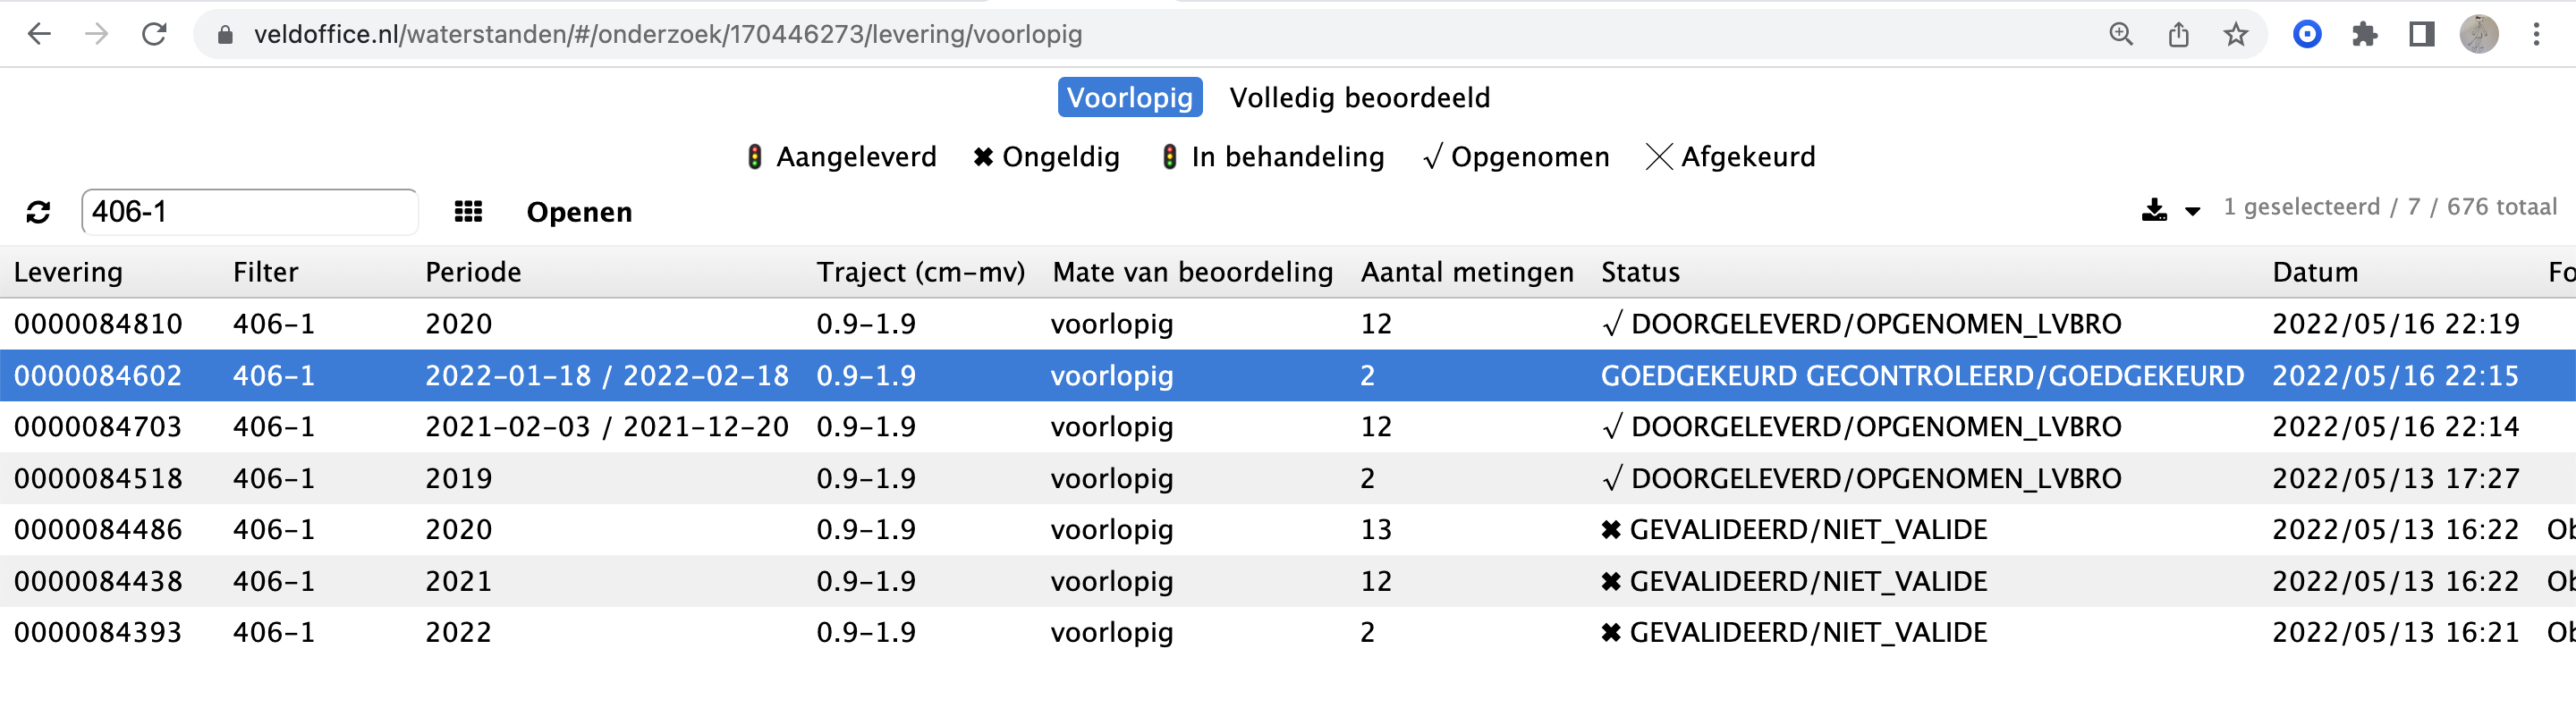 veldoffice.nl/waterstanden/#/onderzoek/170446273/levering/voorlopig
Voorlopig Volledig beoordeeld
Aangeleverd ✖ Ongeldig In behandeling √ Opgenomen ╳ Afgekeurd
406-1 Openen 1 geselecteerd / 7 / 676 totaal
Levering Filter Periode Traject (cm-mv) Mate van beoordeling Aantal metingen Status Datum Fo
0000084810 406-1 2020 0.9-1.9 voorlopig 12 √ DOORGELEVERD/OPGENOMEN_LVBRO 2022/05/16 22:19
0000084602 406-1 2022-01-18 / 2022-02-18 0.9-1.9 voorlopig 2 GOEDGEKEURD GECONTROLEERD/GOEDGEKEURD 2022/05/16 22:15
0000084703 406-1 2021-02-03 / 2021-12-20 0.9-1.9 voorlopig 12 √ DOORGELEVERD/OPGENOMEN_LVBRO 2022/05/16 22:14
0000084518 406-1 2019 0.9-1.9 voorlopig 2 √ DOORGELEVERD/OPGENOMEN_LVBRO 2022/05/13 17:27
0000084486 406-1 2020 0.9-1.9 voorlopig 13 ✖ GEVALIDEERD/NIET_VALIDE 2022/05/13 16:22 Ob
0000084438 406-1 2021 0.9-1.9 voorlopig 12 ✖ GEVALIDEERD/NIET_VALIDE 2022/05/13 16:22 Ob
0000084393 406-1 2022 0.9-1.9 voorlopig 2 ✖ GEVALIDEERD/NIET_VALIDE 2022/05/13 16:21 Ob